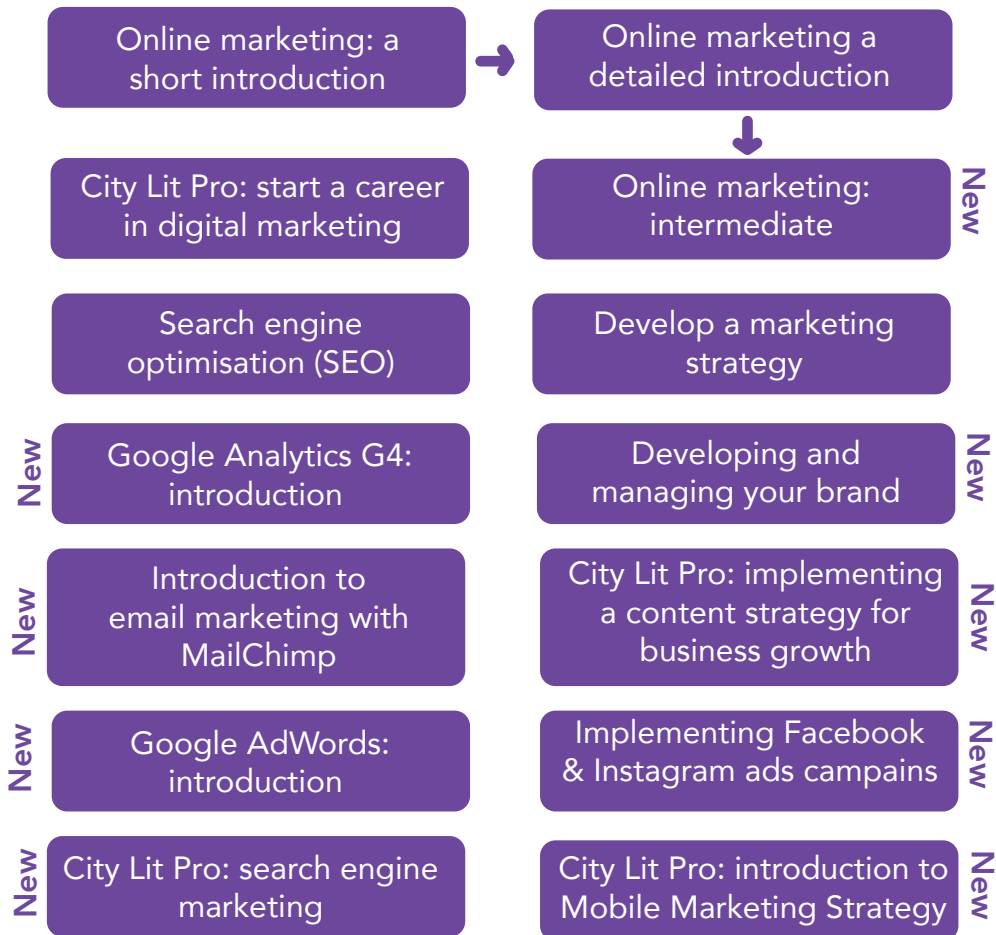 Online marketing: a
short introduction
Online marketing a
detailed introduction
City Lit Pro: start a career
in digital marketing
Online marketing:
intermediate
New
Search engine
optimisation (SEO)
Develop a marketing
strategy
New
Google Analytics G4:
introduction
Developing and
managing your brand
New
New
Introduction to
email marketing with
MailChimp
City Lit Pro: implementing
a content strategy for
business growth
New
New
Google AdWords:
introduction
Implementing Facebook
& Instagram ads campains
New
New
City Lit Pro: search engine
marketing
City Lit Pro: introduction to
Mobile Marketing Strategy
New